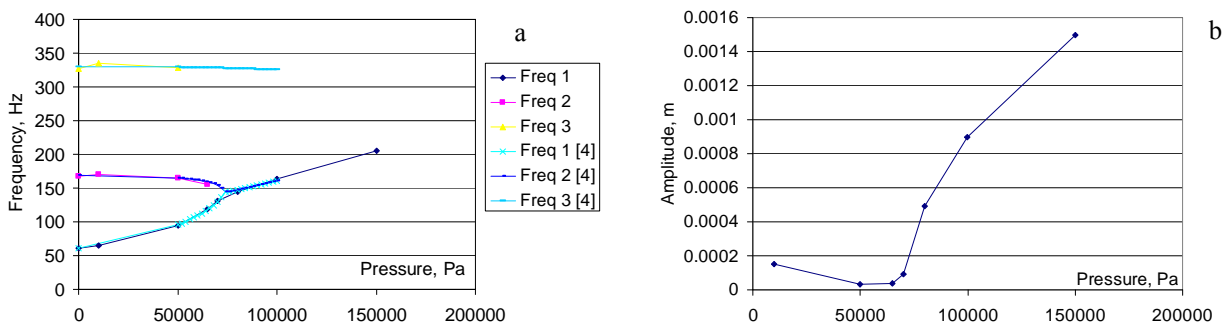 a
400
350
300
250
200
150
100
50
0
Frequency, Hz
Pressure, Pa
0 50000 100000 150000 200000
Freq 1
Freq 2
Freq 3
Freq 1 [4]
Freq 2 [4]
Freq 3 [4]
b
0.0016
0.0014
0.0012
0.001
0.0008
0.0006
0.0004
0.0002
0
Amplitude, m
Pressure, Pa
0 50000 100000 150000 200000